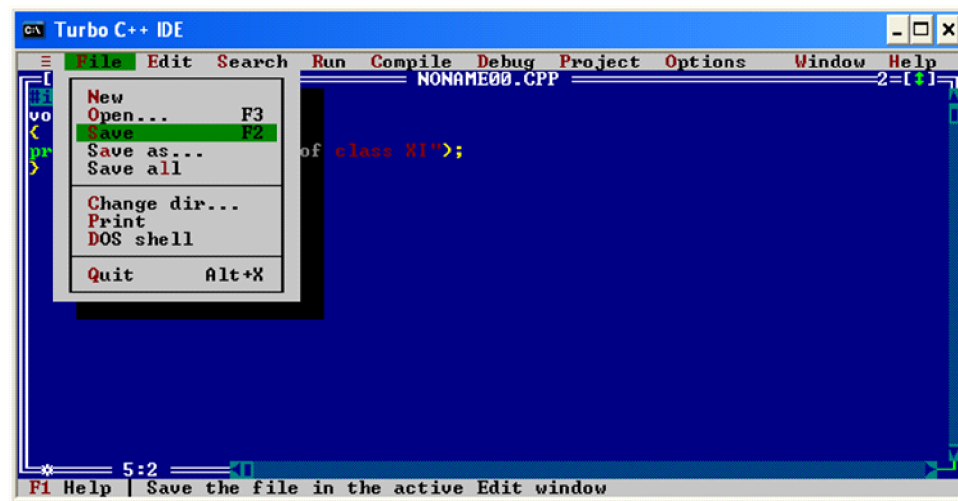 Turbo C++ IDE
≡ File Edit Search Run Compile Debug Project Options Window Help
NONAME00.CPP 2=[↕]
#i
New
vo
Open... F3
{
Save F2
pr
Save as... of class XI");
}
Save all
Change dir...
Print
DOS shell
Quit Alt+X
5:2
F1 Help | Save the file in the active Edit window